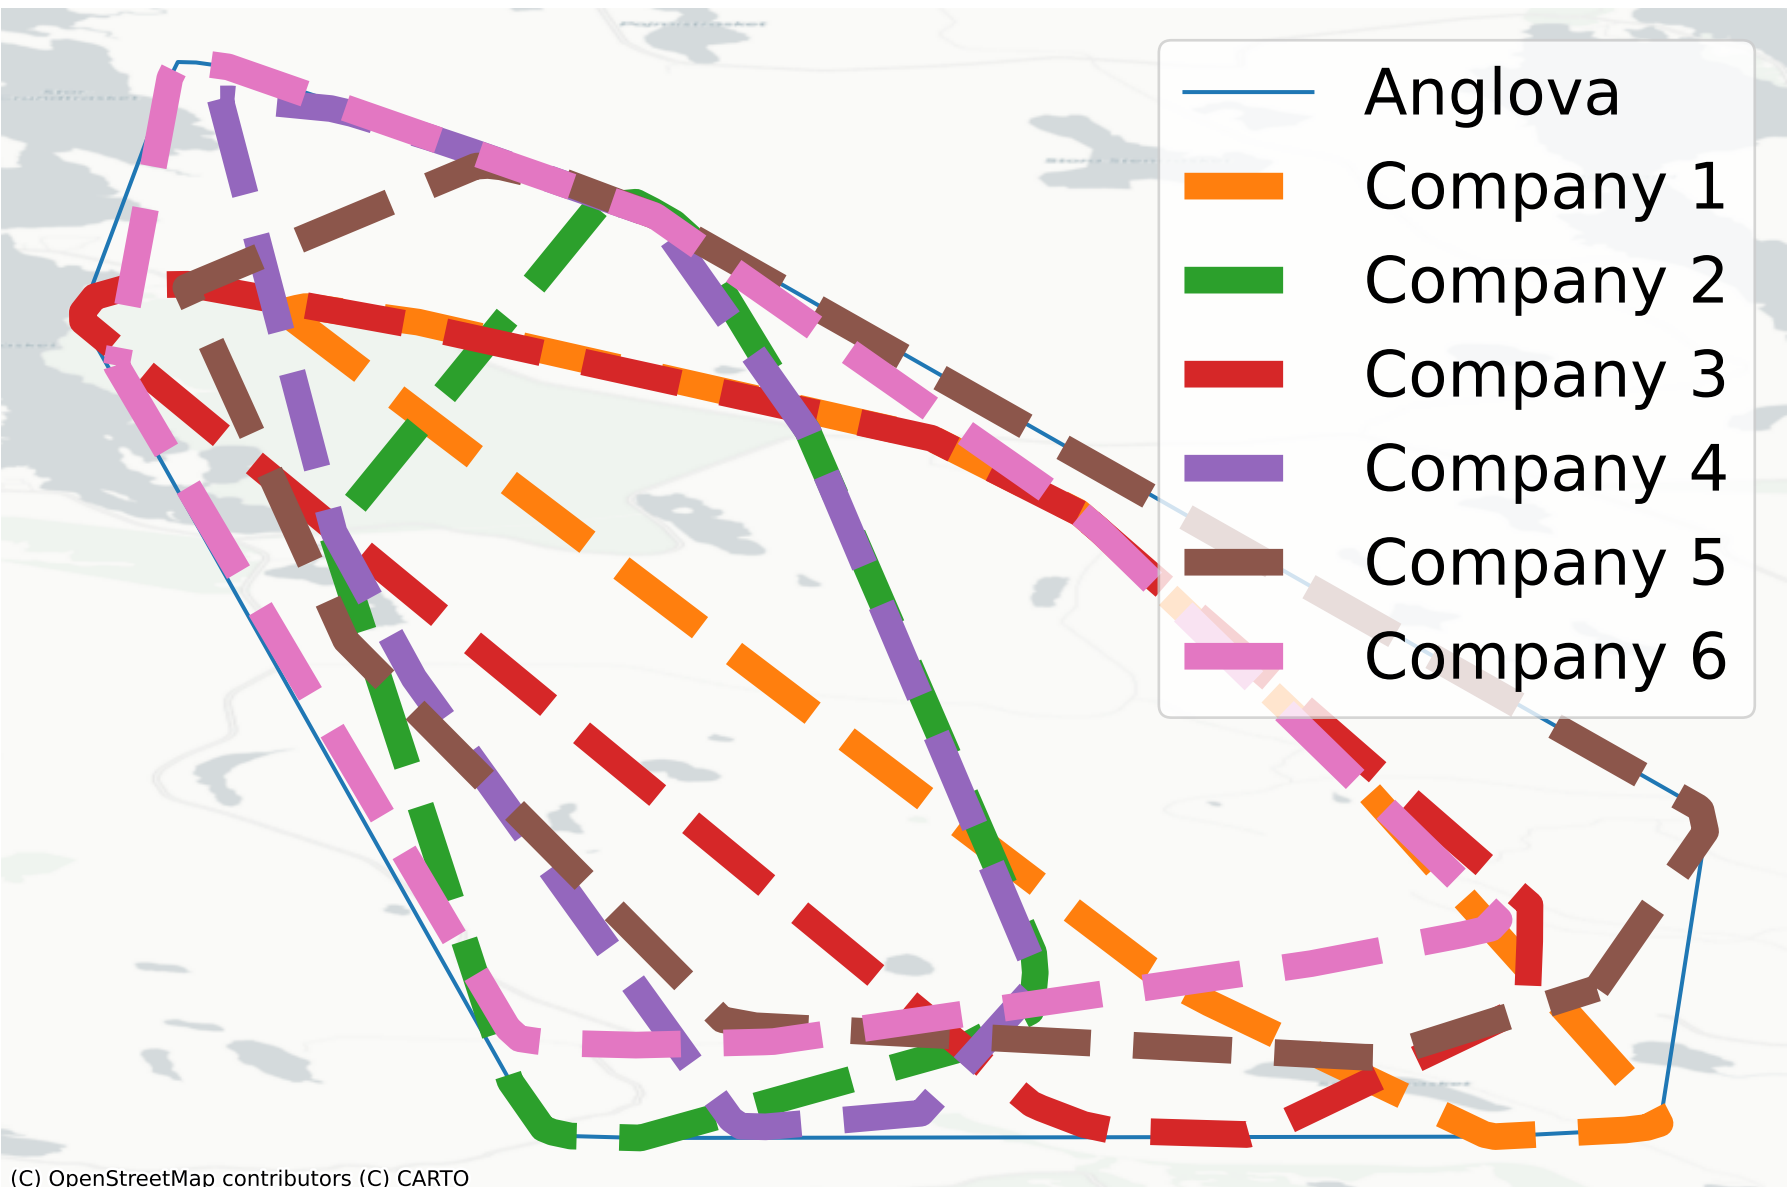 Anglova
Company 1
Company 2
Company 3
Company 4
Company 5
Company 6
(C) OpenStreetMap contributors (C) CARTO